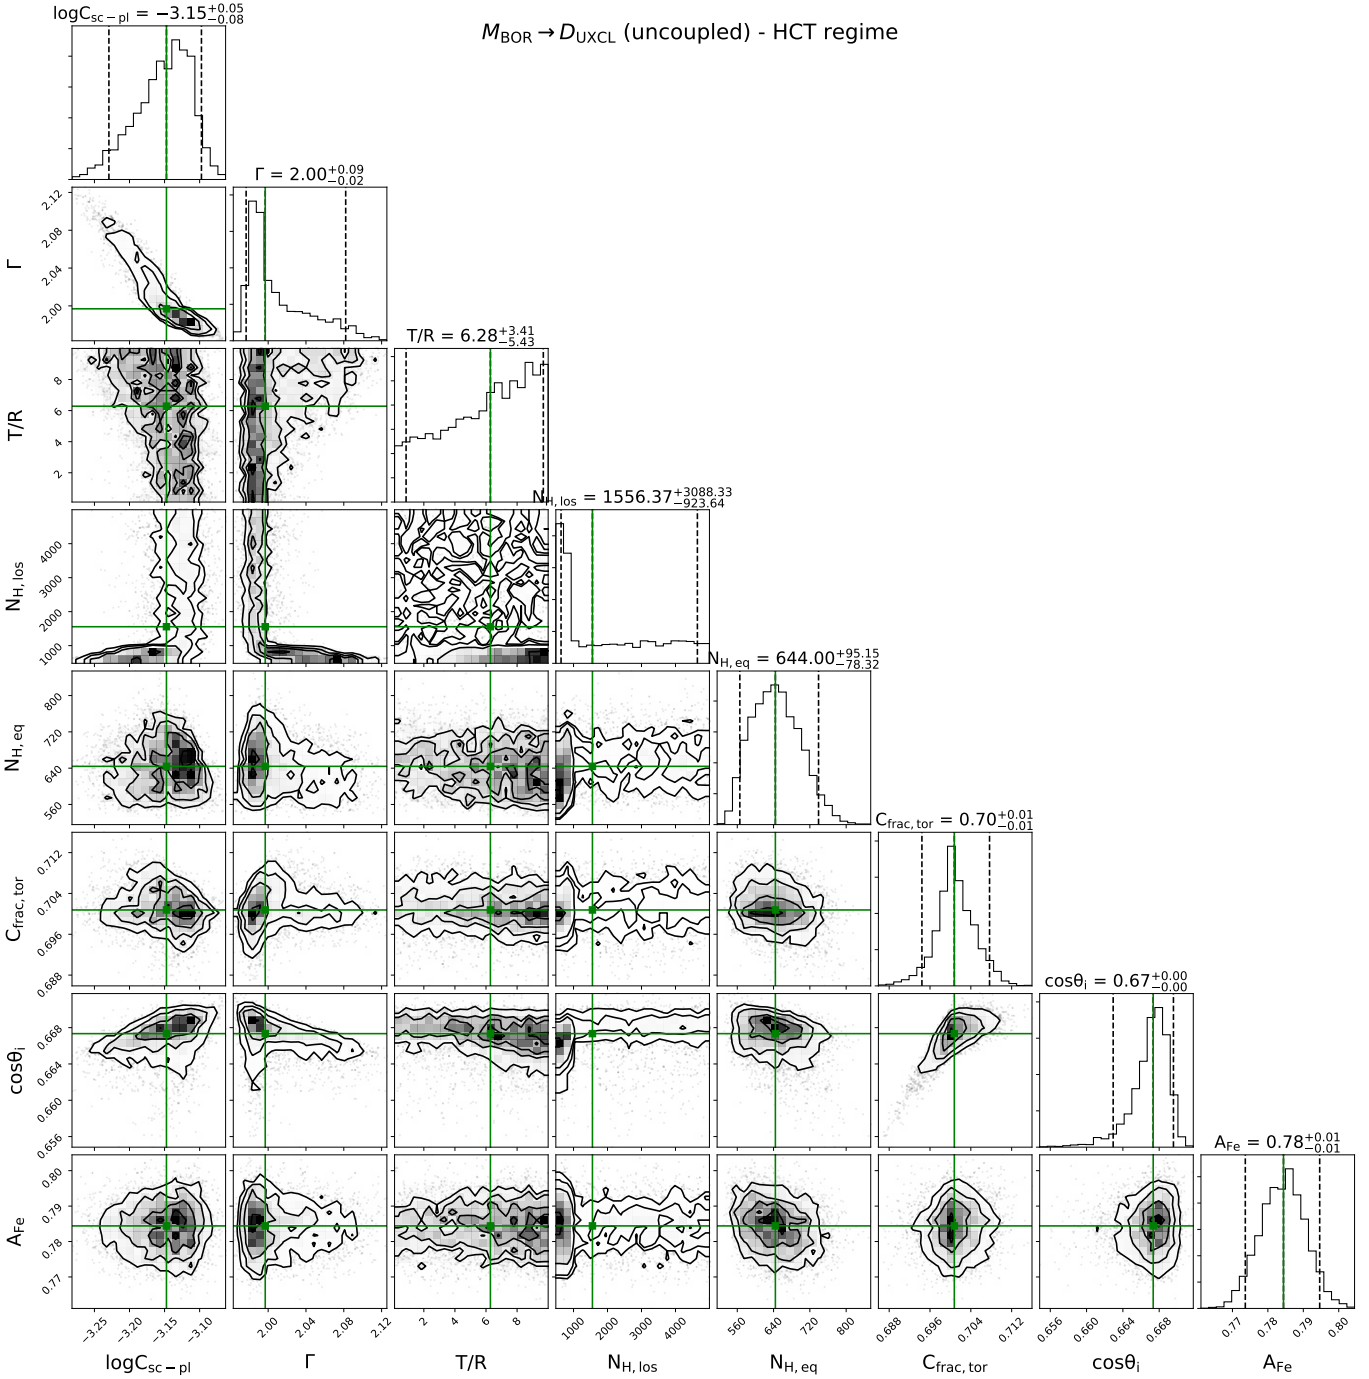 logC_sc−pl = −3.15 +0.05 −0.08
M_BOR → D_UXCL (uncoupled) - HCT regime
Γ = 2.00 +0.09 −0.02
2.12
2.08
2.04
2.00
Γ
T/R = 6.28 +3.41 −5.43
8
6
4
2
T/R
N_H,los = 1556.37 +3088.33 −923.64
4000
3000
2000
1000
N_H,los
N_H,eq = 644.00 +95.15 −78.32
800
720
640
560
N_H,eq
C_frac,tor = 0.70 +0.01 −0.01
0.712
0.704
0.696
0.688
C_frac,tor
cosθ_i = 0.67 +0.00 −0.00
0.668
0.664
0.660
0.656
cosθ_i
A_Fe = 0.78 +0.01 −0.01
0.80
0.79
0.78
0.77
A_Fe
−3.25 −3.20 −3.15 −3.10 2.00 2.04 2.08 2.12 2 4 6 8 1000 2000 3000 4000 560 640 720 800 0.688 0.696 0.704 0.712 0.656 0.660 0.664 0.668 0.77 0.78 0.79 0.80
logC_sc−pl Γ T/R N_H,los N_H,eq C_frac,tor cosθ_i A_Fe